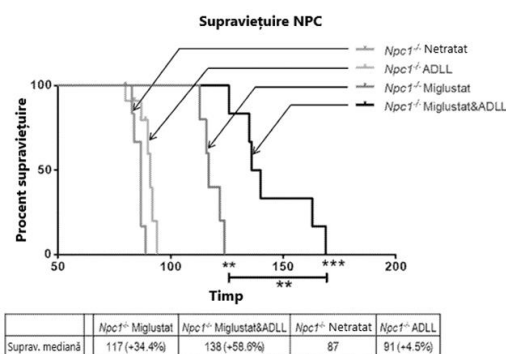 Supraviețuire NPC
Npc1-/- Netratat
Npc1-/- ADLL
Npc1-/- Miglustat
Npc1-/- Miglustat&ADLL
Procent supraviețuire
100
50
0
50 100 150 200
** ***
**
Timp
Npc1-/- Miglustat Npc1-/- Miglustat&ADLL Npc1-/- Netratat Npc1-/- ADLL
Suprav. mediană 117 (+34.4%) 138 (+58.6%) 87 91 (+4.5%)